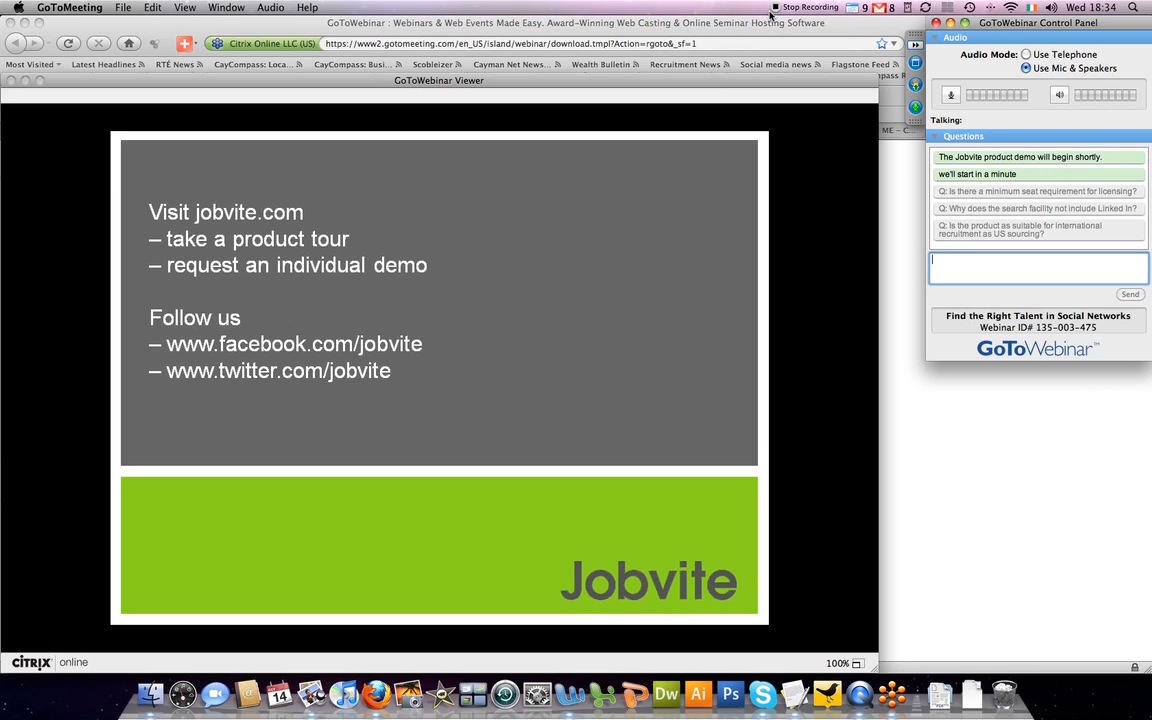 GoToMeeting File Edit View Window Audio Help Stop Recording 9 8 Wed 18:34
GoToWebinar : Webinars & Web Events Made Easy. Award-Winning Web Casting & Online Seminar Hosting Software
Citrix Online LLC (US) https://www2.gotomeeting.com/en_US/island/webinar/download.tmpl?Action=rgoto&_sf=1
Most Visited Latest Headlines RTÉ News CayCompass: Loca... CayCompass: Busi... Scobleizer Cayman Net News... Wealth Bulletin Recruitment News Social media news Flagstone Feed
GoToWebinar Viewer
Visit jobvite.com
– take a product tour
– request an individual demo
Follow us
– www.facebook.com/jobvite
– www.twitter.com/jobvite
Jobvite
CITRIX online
100%
ME – C...
GoToWebinar Control Panel
Audio
Audio Mode: Use Telephone
Use Mic & Speakers
Talking:
Questions
The Jobvite product demo will begin shortly.
we'll start in a minute
Q: Is there a minimum seat requirement for licensing?
Q: Why does the search facility not include Linked In?
Q: Is the product as suitable for international
recruitment as US sourcing?
Send
Find the Right Talent in Social Networks
Webinar ID# 135-003-475
GoToWebinar™
14
Dw Ai Ps